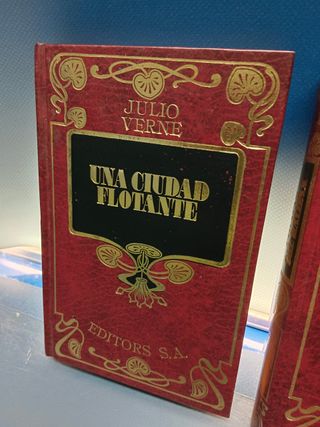 JULIO
VERNE
UNA CIUDAD
FLOTANTE
EDITORS S.A.